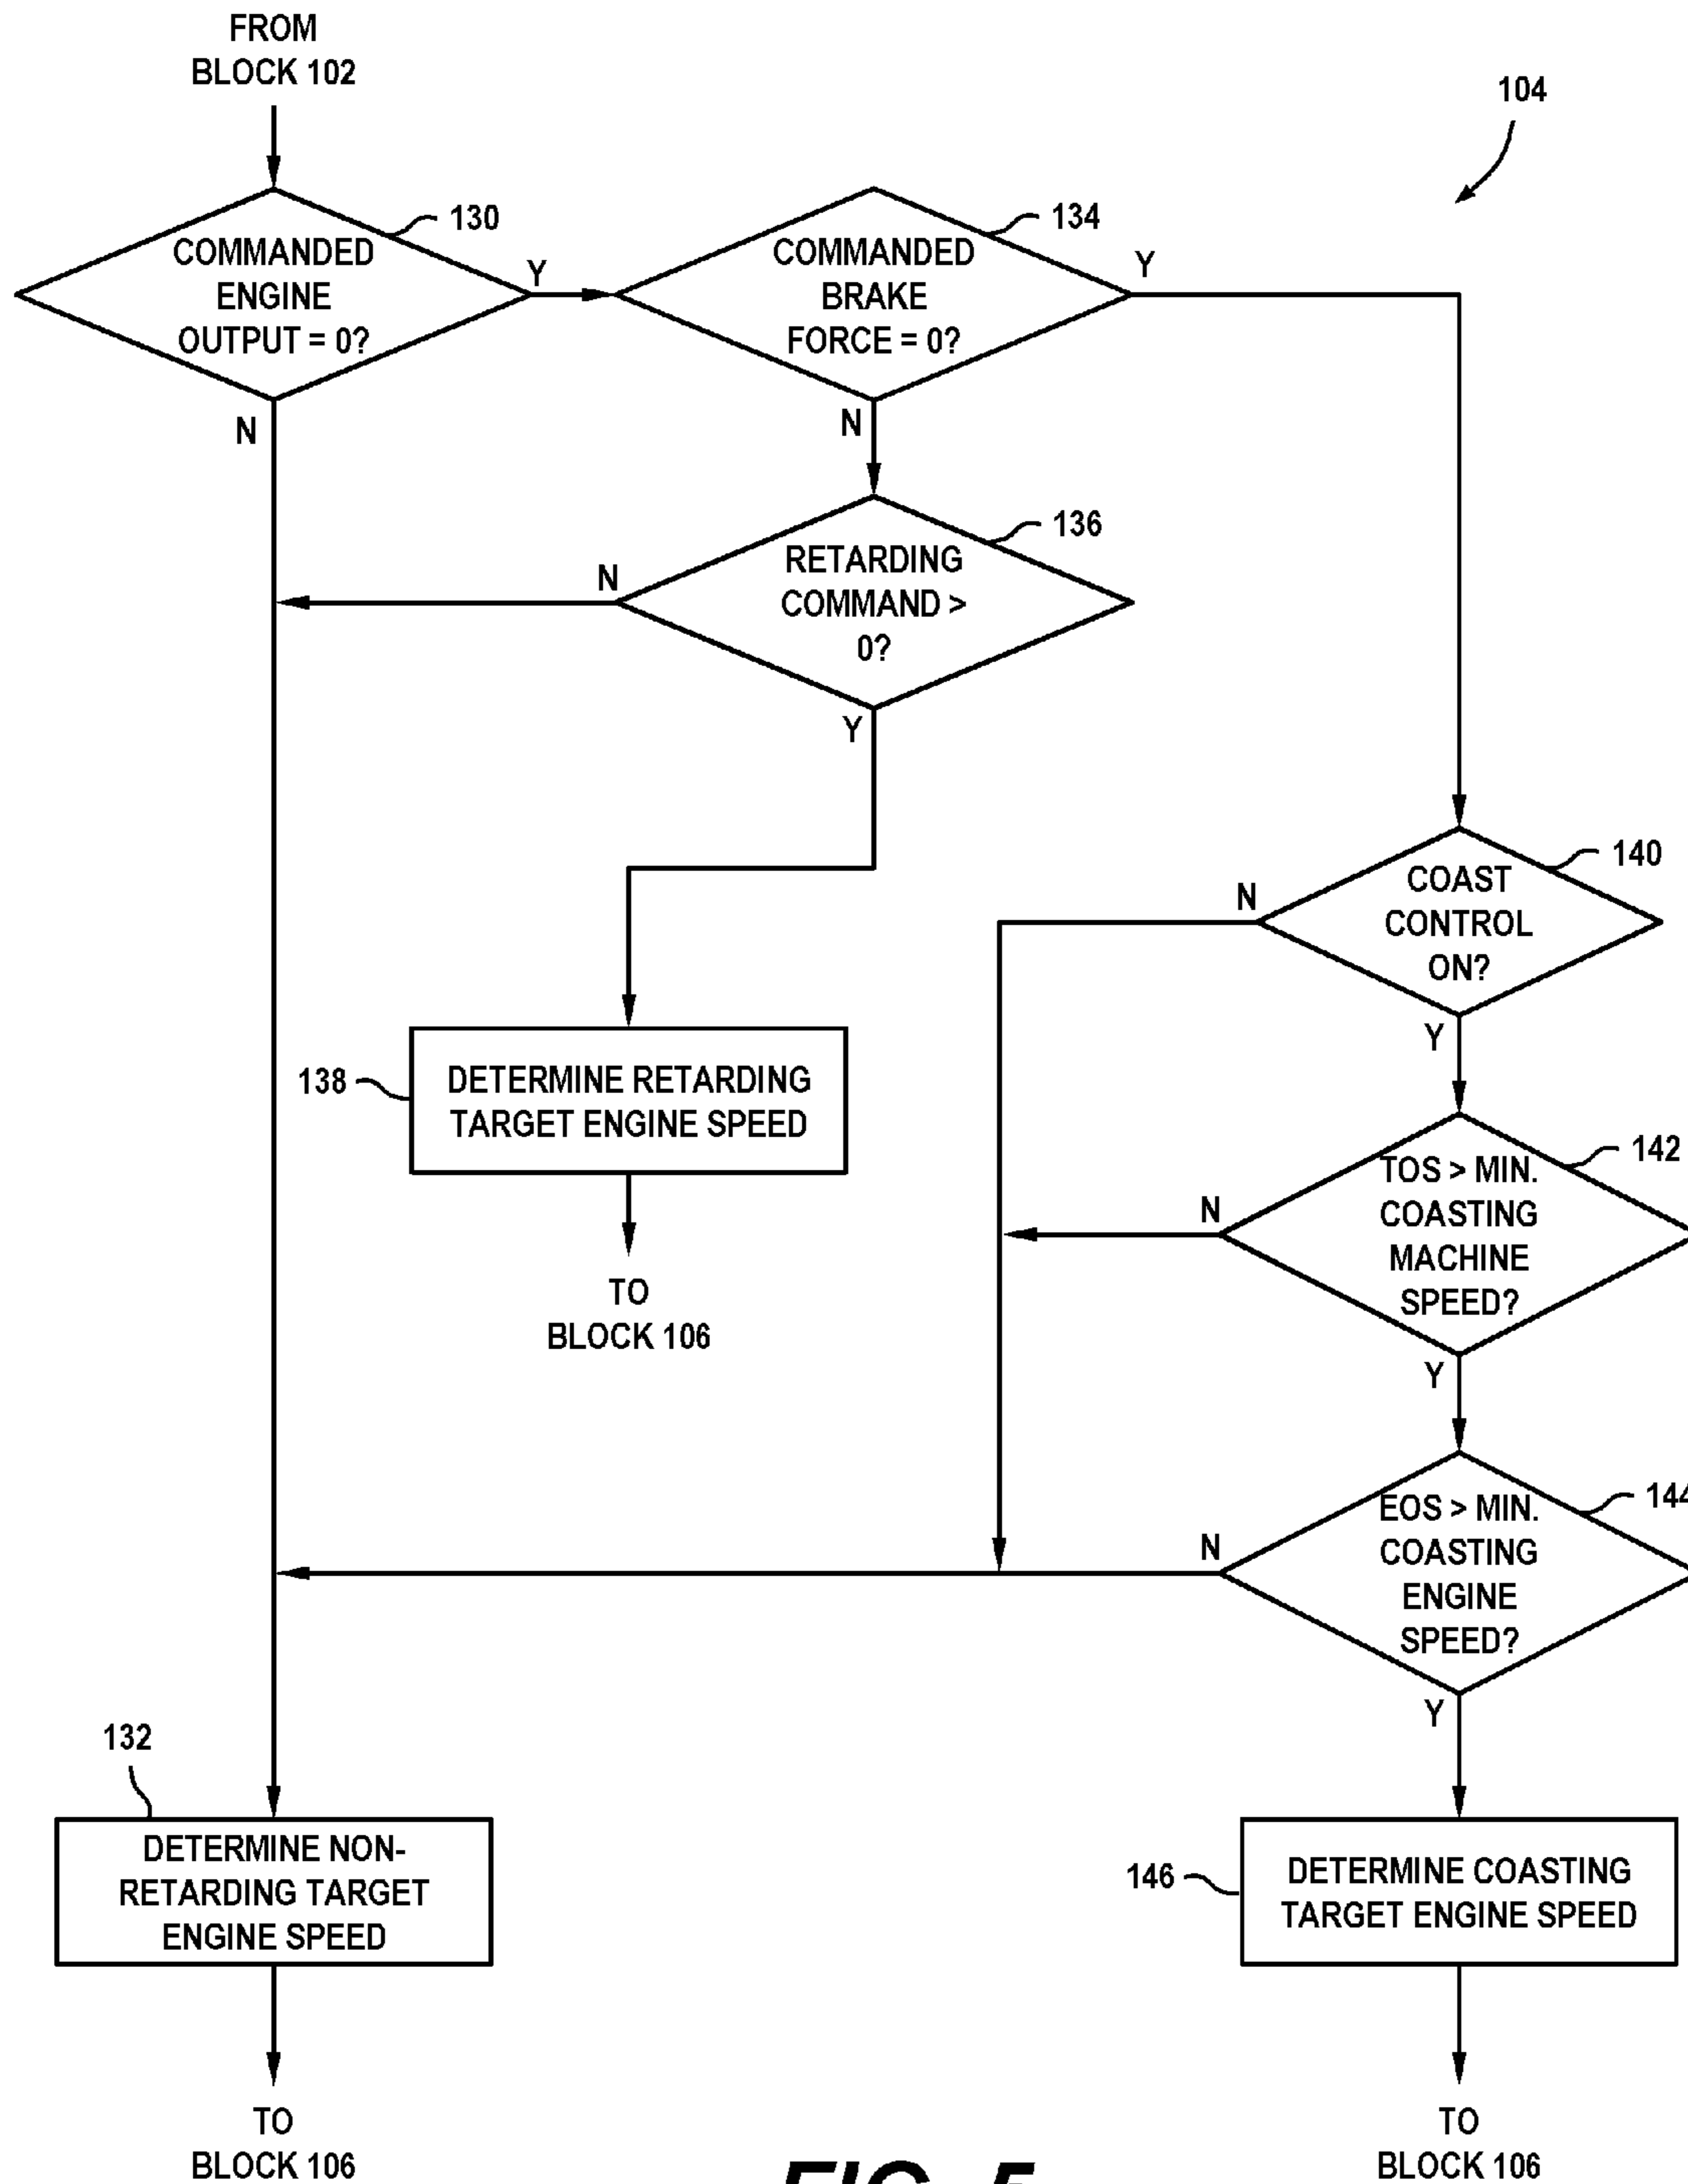 FROM
BLOCK 102
104
130
COMMANDED
ENGINE
OUTPUT = 0?
Y
N
134
COMMANDED
BRAKE
FORCE = 0?
Y
N
136
RETARDING
COMMAND >
0?
N
Y
138
DETERMINE RETARDING
TARGET ENGINE SPEED
TO
BLOCK 106
140
COAST
CONTROL
ON?
N
Y
142
TOS > MIN.
COASTING
MACHINE
SPEED?
N
Y
144
EOS > MIN.
COASTING
ENGINE
SPEED?
N
Y
132
DETERMINE NON-
RETARDING TARGET
ENGINE SPEED
TO
BLOCK 106
146
DETERMINE COASTING
TARGET ENGINE SPEED
TO
BLOCK 106
FIG. 5